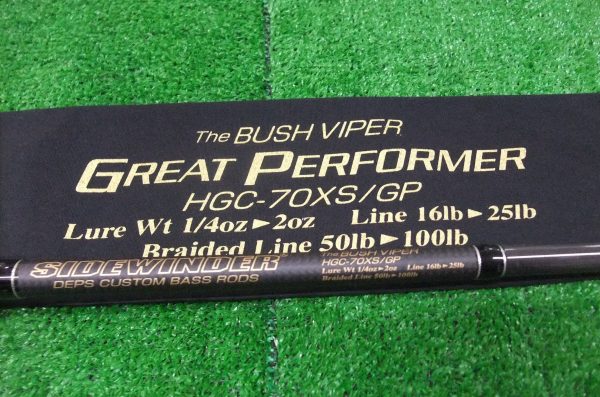 The BUSH VIPER
GREAT PERFORMER
HGC-70XS/GP
Lure Wt 1/4oz►2oz Line 16lb►25lb
Braided Line 50lb►100lb
SIDEWINDER
DEPS CUSTOM BASS RODS
The BUSH VIPER
HGC-70XS/GP
Lure Wt 1/4oz►2oz Line 16lb►25lb
Braided Line 50lb►100lb